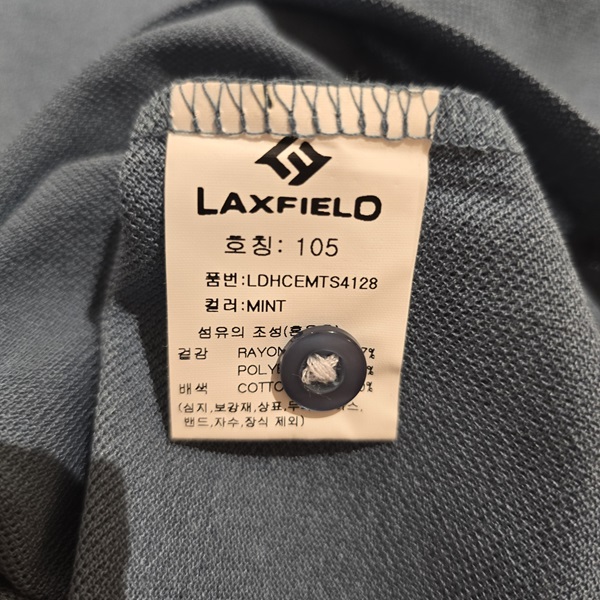 LAXFIELD
호칭: 105
품번:LDHCEMTS4128
컬러:MINT
섬유의 조성
겉감
배색
(심지,보강재,상표,
밴드,자수,장식 제외)